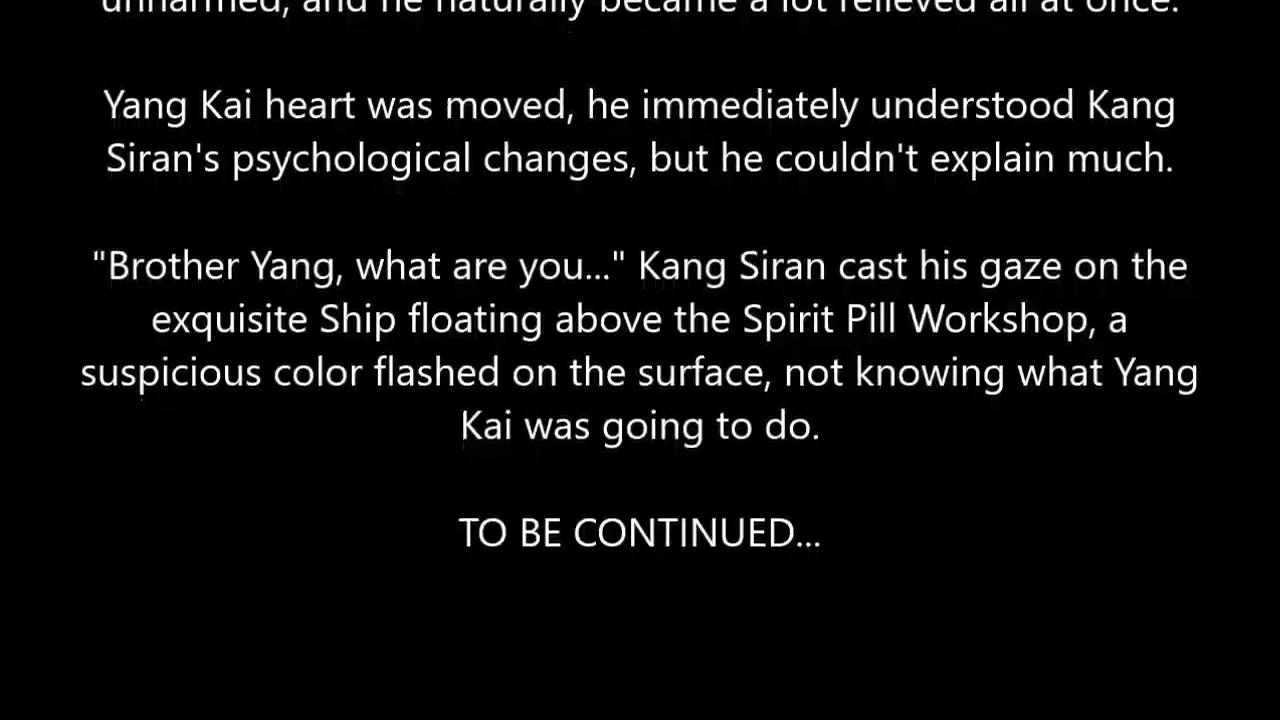 unharmed, and he naturally became a lot relieved all at once.
Yang Kai heart was moved, he immediately understood Kang
Siran's psychological changes, but he couldn't explain much.
"Brother Yang, what are you..." Kang Siran cast his gaze on the
exquisite Ship floating above the Spirit Pill Workshop, a
suspicious color flashed on the surface, not knowing what Yang
Kai was going to do.
TO BE CONTINUED...